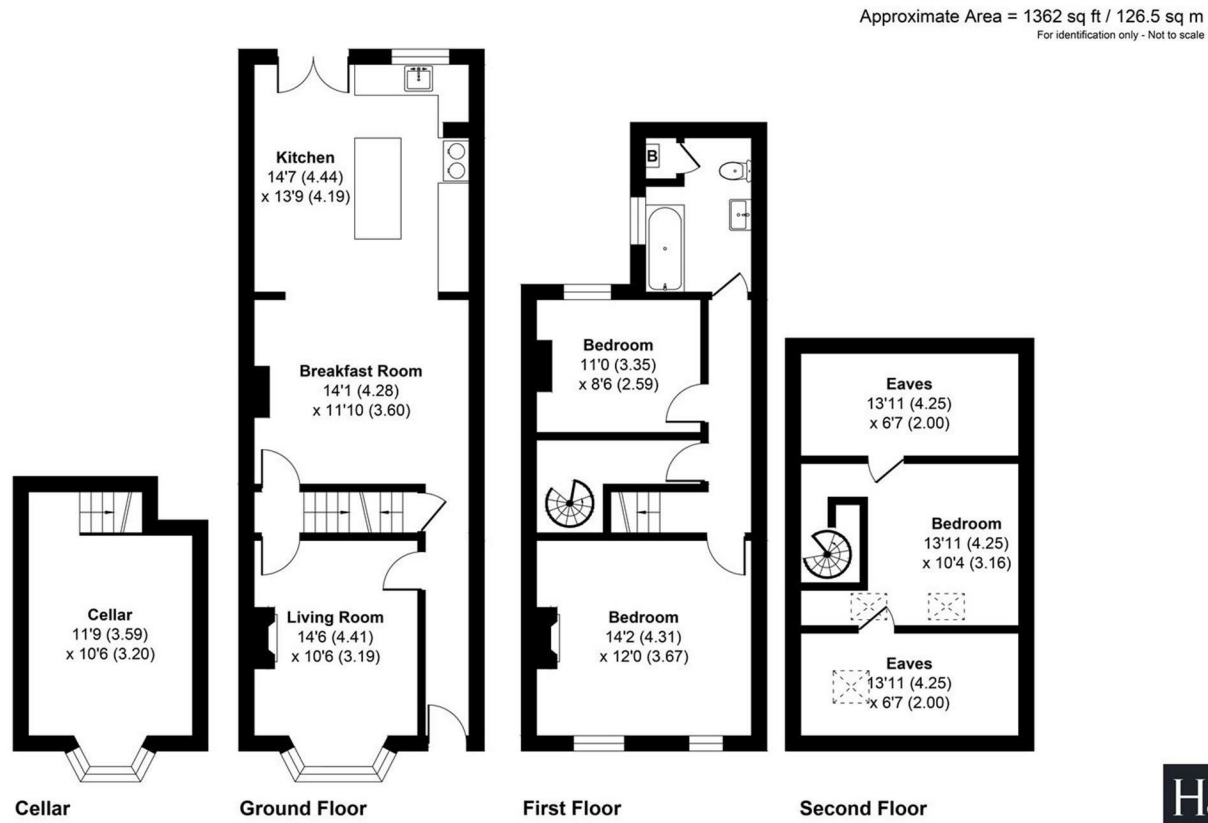 Approximate Area = 1362 sq ft / 126.5 sq m
For identification only - Not to scale
Kitchen
14'7 (4.44)
x 13'9 (4.19)
Breakfast Room
14'1 (4.28)
x 11'10 (3.60)
Living Room
14'6 (4.41)
x 10'6 (3.19)
Cellar
11'9 (3.59)
x 10'6 (3.20)
B
Bedroom
11'0 (3.35)
x 8'6 (2.59)
Bedroom
14'2 (4.31)
x 12'0 (3.67)
Eaves
13'11 (4.25)
x 6'7 (2.00)
Bedroom
13'11 (4.25)
x 10'4 (3.16)
Eaves
13'11 (4.25)
x 6'7 (2.00)
Cellar
Ground Floor
First Floor
Second Floor